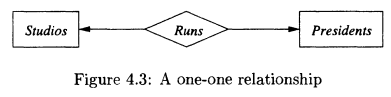 Studios Runs Presidents
Figure 4.3: A one-one relationship